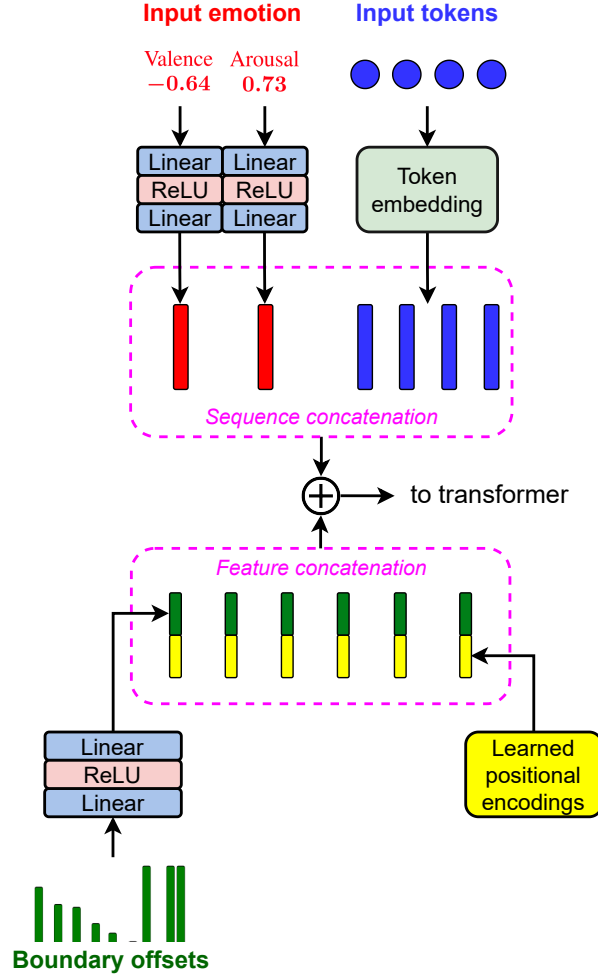 Input emotion
Input tokens
Valence
Arousal
−0.64
0.73
Linear
Linear
ReLU
ReLU
Linear
Linear
Token
embedding
Sequence concatenation
to transformer
Feature concatenation
Linear
ReLU
Linear
Learned
positional
encodings
Boundary offsets